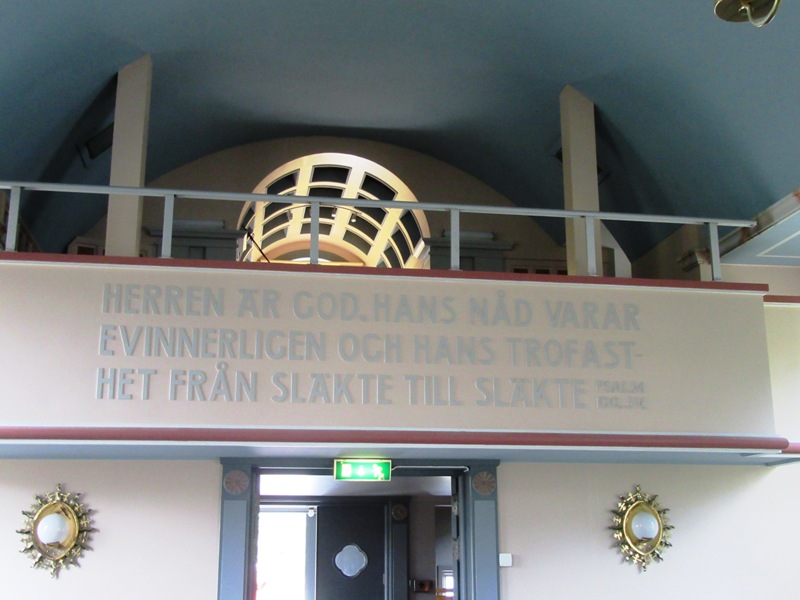 HERREN ÄR GOD, HANS NÅD VARAR
EVINNERLIGEN OCH HANS TROFAST-
HET FRÅN SLÄKTE TILL SLÄKTE
PSALM